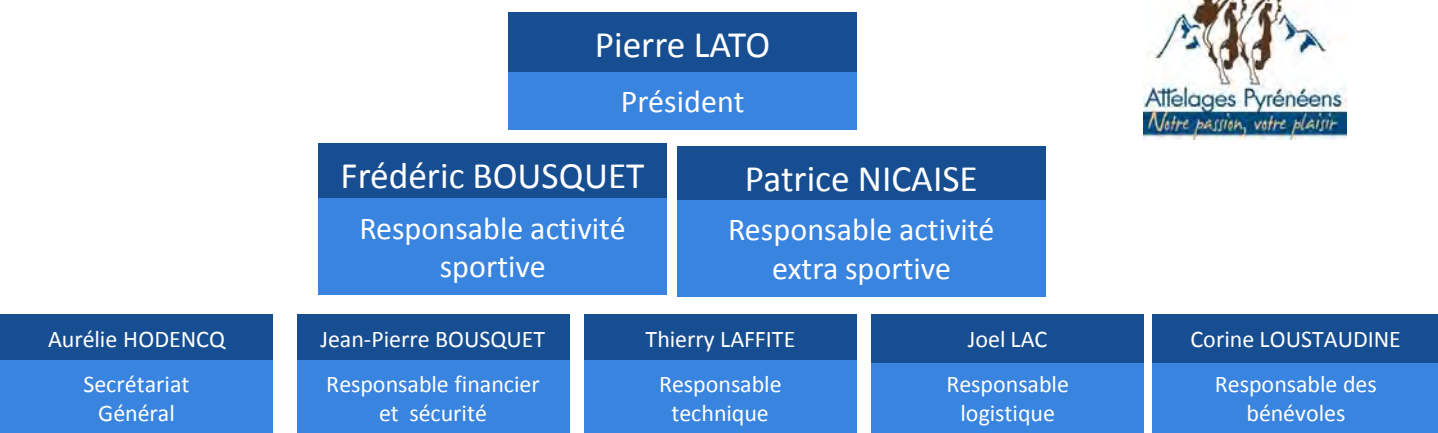 Pierre LATO
Président
Attelages Pyrénéens
Notre passion, votre plaisir
Frédéric BOUSQUET
Responsable activité
sportive
Patrice NICAISE
Responsable activité
extra sportive
Aurélie HODENCQ
Secrétariat
Général
Jean-Pierre BOUSQUET
Responsable financier
et sécurité
Thierry LAFFITE
Responsable
technique
Joel LAC
Responsable
logistique
Corine LOUSTAUDINE
Responsable des
bénévoles